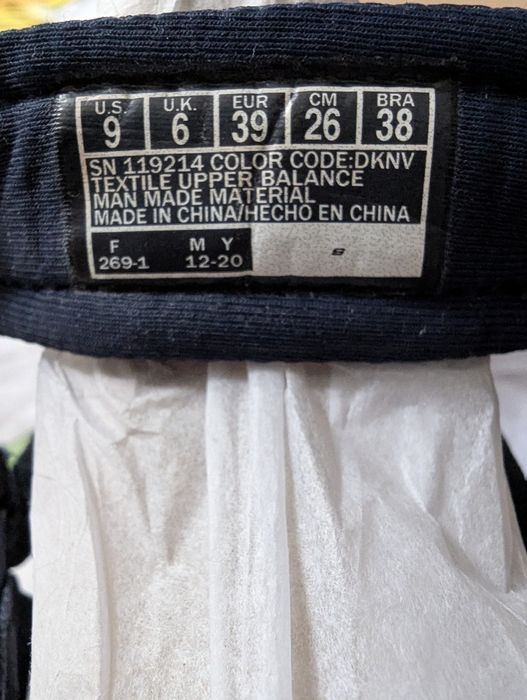 U.S. U.K. EUR CM BRA
9 6 39 26 38
SN 119214 COLOR CODE:DKNV
TEXTILE UPPER BALANCE
MAN MADE MATERIAL
MADE IN CHINA/HECHO EN CHINA
F M Y
269-1 12-20